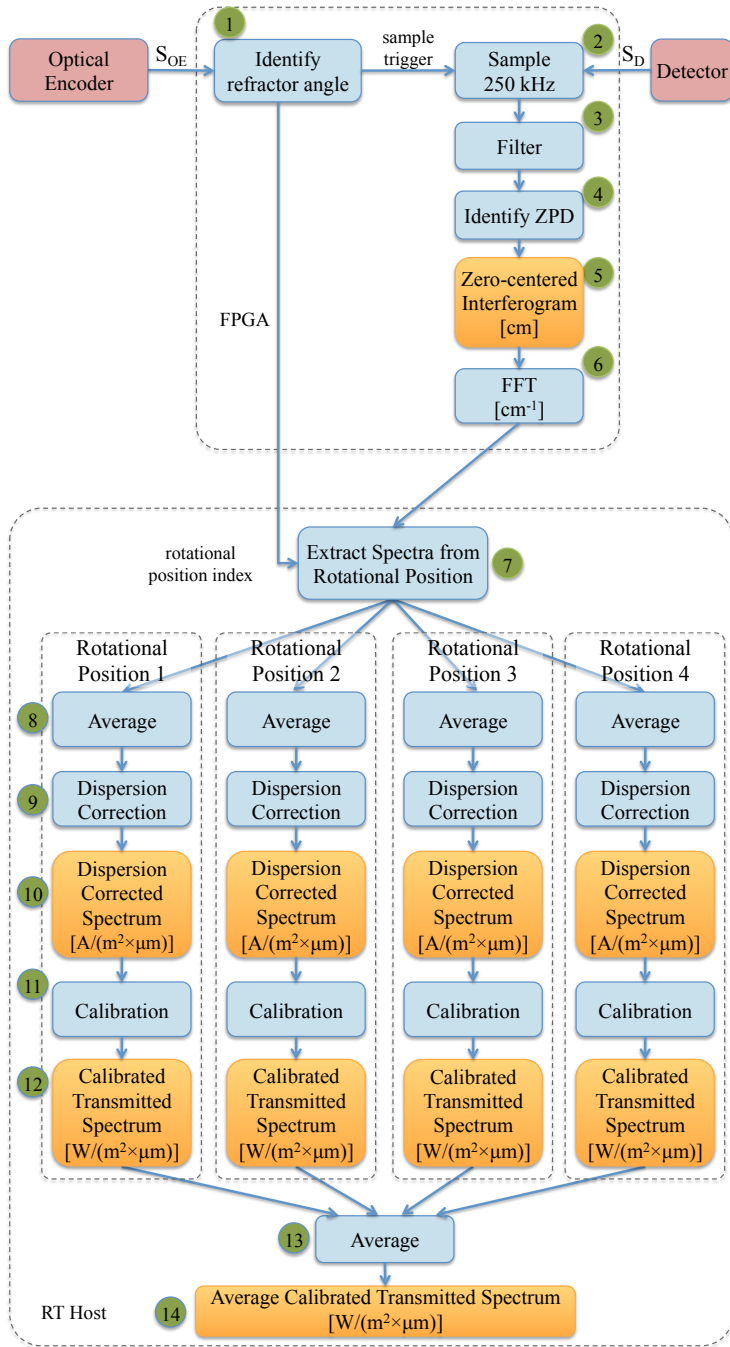 1
Optical
Encoder
S_OE
Identify
refractor angle
sample
trigger
2
Sample
250 kHz
S_D
Detector
3
Filter
4
Identify ZPD
5
Zero-centered
Interferogram
[cm]
FPGA
6
FFT
[cm⁻¹]
rotational
position index
Extract Spectra from
Rotational Position
7
Rotational
Position 1
Rotational
Position 2
Rotational
Position 3
Rotational
Position 4
8
Average
Average
Average
Average
9
Dispersion
Correction
Dispersion
Correction
Dispersion
Correction
Dispersion
Correction
10
Dispersion
Corrected
Spectrum
[A/(m²×μm)]
Dispersion
Corrected
Spectrum
[A/(m²×μm)]
Dispersion
Corrected
Spectrum
[A/(m²×μm)]
Dispersion
Corrected
Spectrum
[A/(m²×μm)]
11
Calibration
Calibration
Calibration
Calibration
12
Calibrated
Transmitted
Spectrum
[W/(m²×μm)]
Calibrated
Transmitted
Spectrum
[W/(m²×μm)]
Calibrated
Transmitted
Spectrum
[W/(m²×μm)]
Calibrated
Transmitted
Spectrum
[W/(m²×μm)]
13
Average
RT Host
14
Average Calibrated Transmitted Spectrum
[W/(m²×μm)]